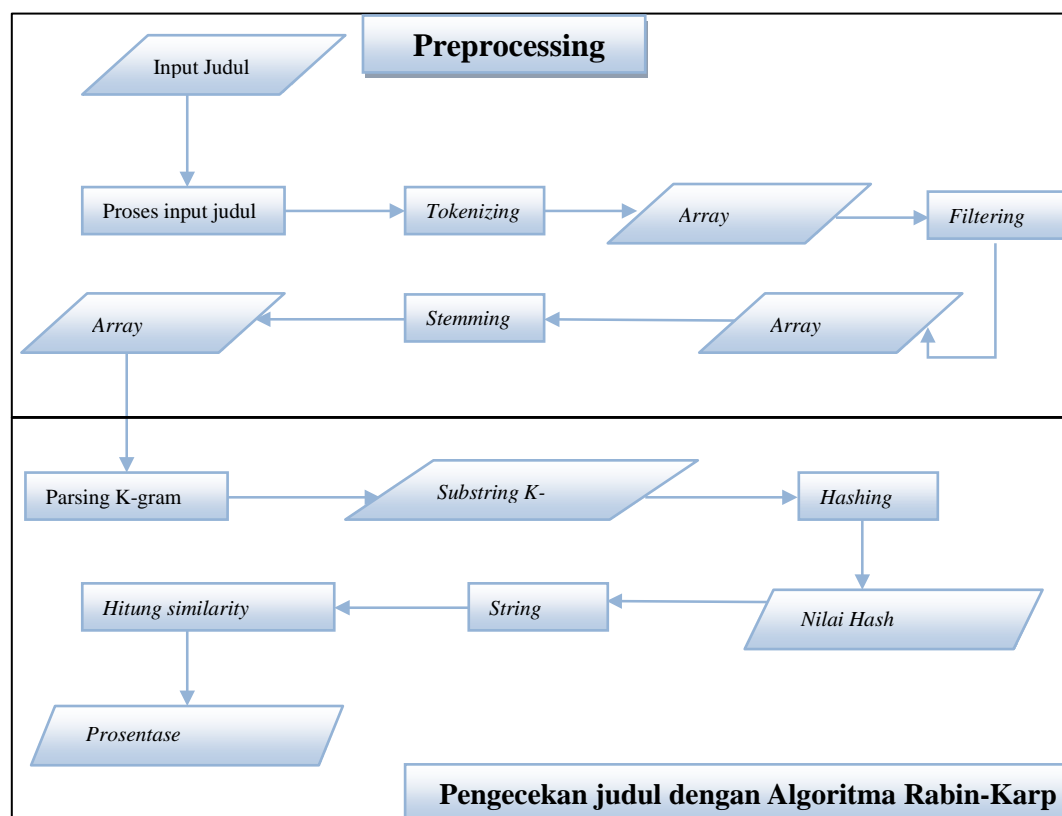 Preprocessing
Input Judul
Proses input judul
Tokenizing
Array
Filtering
Array
Stemming
Array
Parsing K-gram
Substring K-
Hashing
Nilai Hash
String
Hitung similarity
Prosentase
Pengecekan judul dengan Algoritma Rabin-Karp